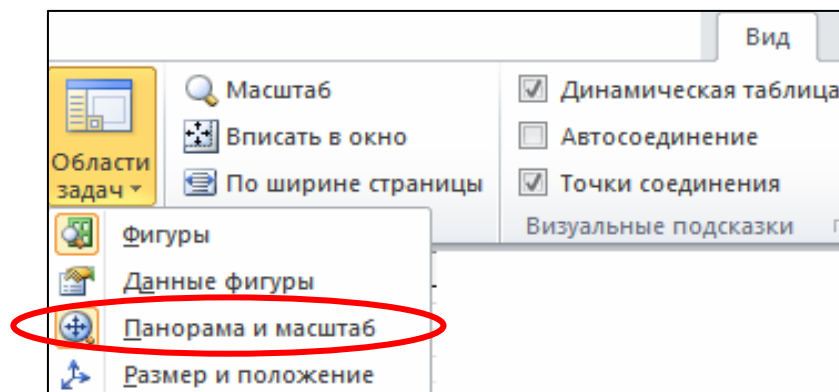 Вид
Области
задач
Масштаб
Вписать в окно
По ширине страницы
Динамическая таблица
Автосоединение
Точки соединения
Визуальные подсказки
Фигуры
Данные фигуры
Панорама и масштаб
Размер и положение